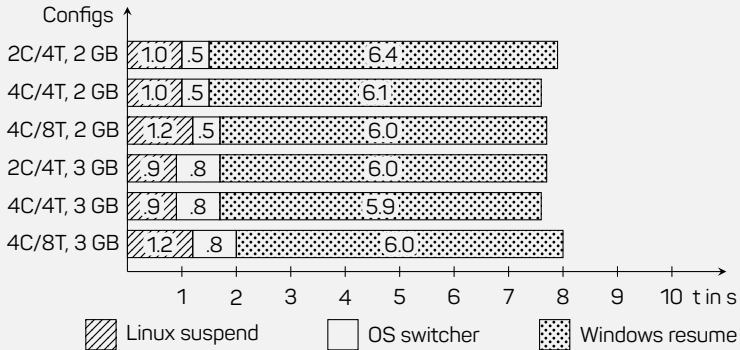 Configs
2C/4T, 2 GB 1.0 .5 6.4
4C/4T, 2 GB 1.0 .5 6.1
4C/8T, 2 GB 1.2 .5 6.0
2C/4T, 3 GB .9 .8 6.0
4C/4T, 3 GB .9 .8 5.9
4C/8T, 3 GB 1.2 .8 6.0
1 2 3 4 5 6 7 8 9 10 t in s
Linux suspend OS switcher Windows resume